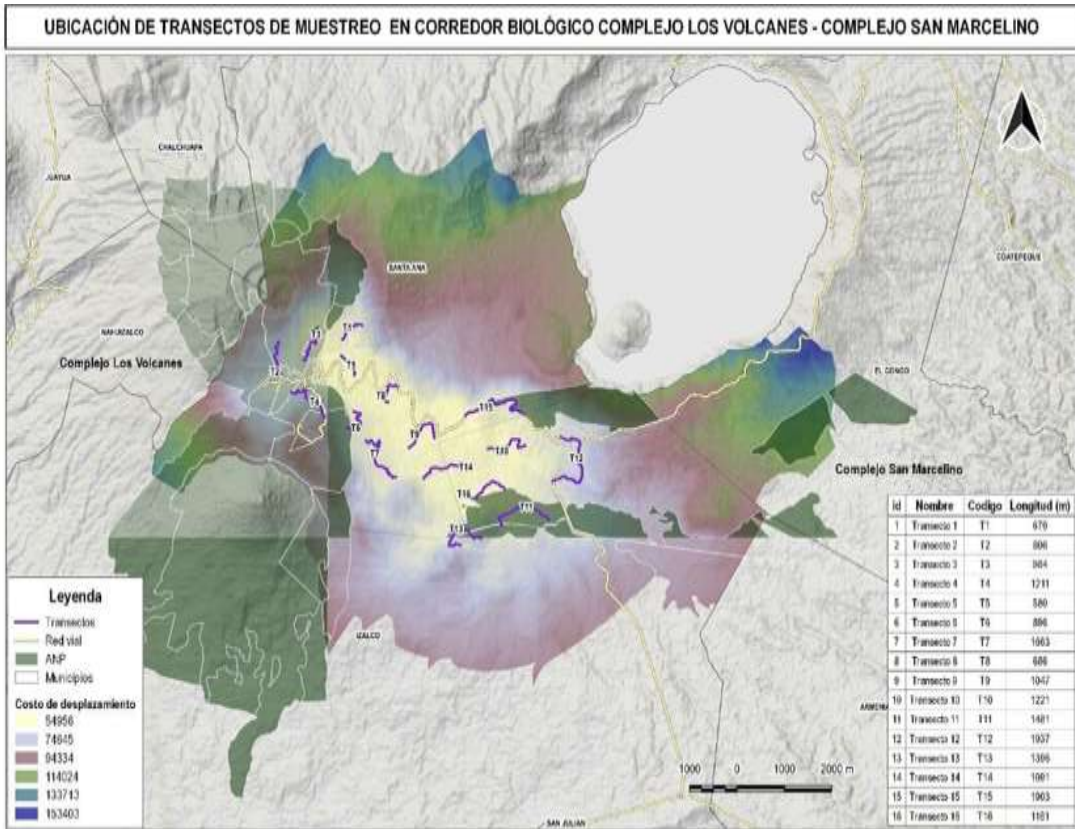 UBICACIÓN DE TRANSECTOS DE MUESTREO EN CORREDOR BIOLÓGICO COMPLEJO LOS VOLCANES - COMPLEJO SAN MARCELINO
CHALCHUAPA
JUAYUA
SANTA ANA
COATEPEQUE
NAHUIZALCO
Complejo Los Volcanes
EL CONGO
Complejo San Marcelino
T3
T2
T4
T8
T6
T7
T9
T15
T10
T12
T14
T16
T11
T13
IZALCO
ARMENIA
SAN JULIAN
Leyenda
Transectos
Red vial
ANP
Municipios
Costo de desplazamiento
54956
74645
94334
114024
133713
153403
1000 0 1000 2000 m
id Nombre Codigo Longitud (m)
1 Transecto 1 T1
2 Transecto 2 T2
3 Transecto 3 T3
4 Transecto 4 T4 1211
5 Transecto 5 T5
6 Transecto 6 T6
7 Transecto 7 T7
8 Transecto 8 T8
9 Transecto 9 T9 1047
10 Transecto 10 T10 1221
11 Transecto 11 T11
12 Transecto 12 T12
13 Transecto 13 T13
14 Transecto 14 T14
15 Transecto 15 T15
16 Transecto 16 T16